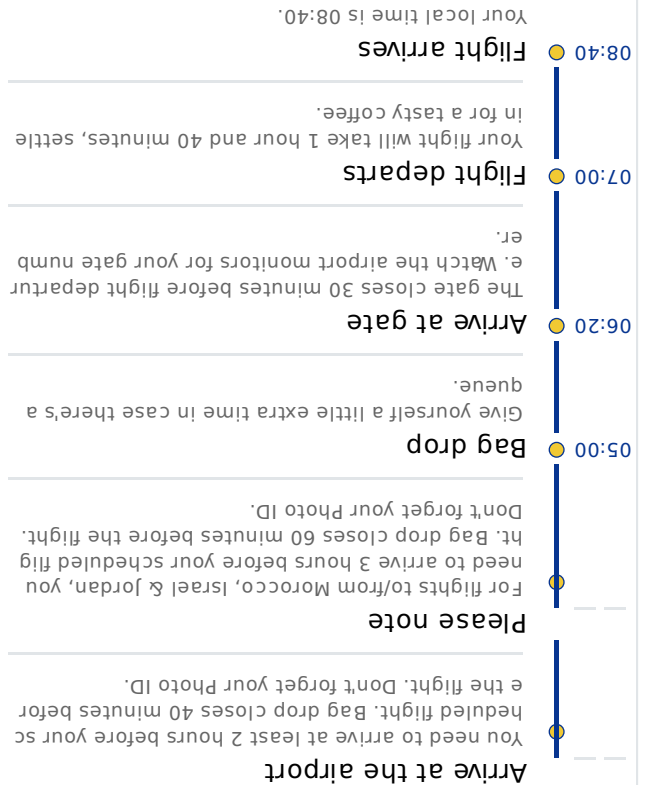 Arrive at the airport
You need to arrive at least 2 hours before your sc
heduled flight. Bag drop closes 40 minutes befor
e the flight. Don't forget your Photo ID.
Please note
For flights to/from Morocco, Israel & Jordan, you
need to arrive 3 hours before your scheduled flig
ht. Bag drop closes 60 minutes before the flight.
Don't forget your Photo ID.
05:00
Bag drop
Give yourself a little extra time in case there's a
queue.
06:20
Arrive at gate
The gate closes 30 minutes before flight departur
e. Watch the airport monitors for your gate numb
er.
07:00
Flight departs
Your flight will take 1 hour and 40 minutes, settle
in for a tasty coffee.
08:40
Flight arrives
Your local time is 08:40.